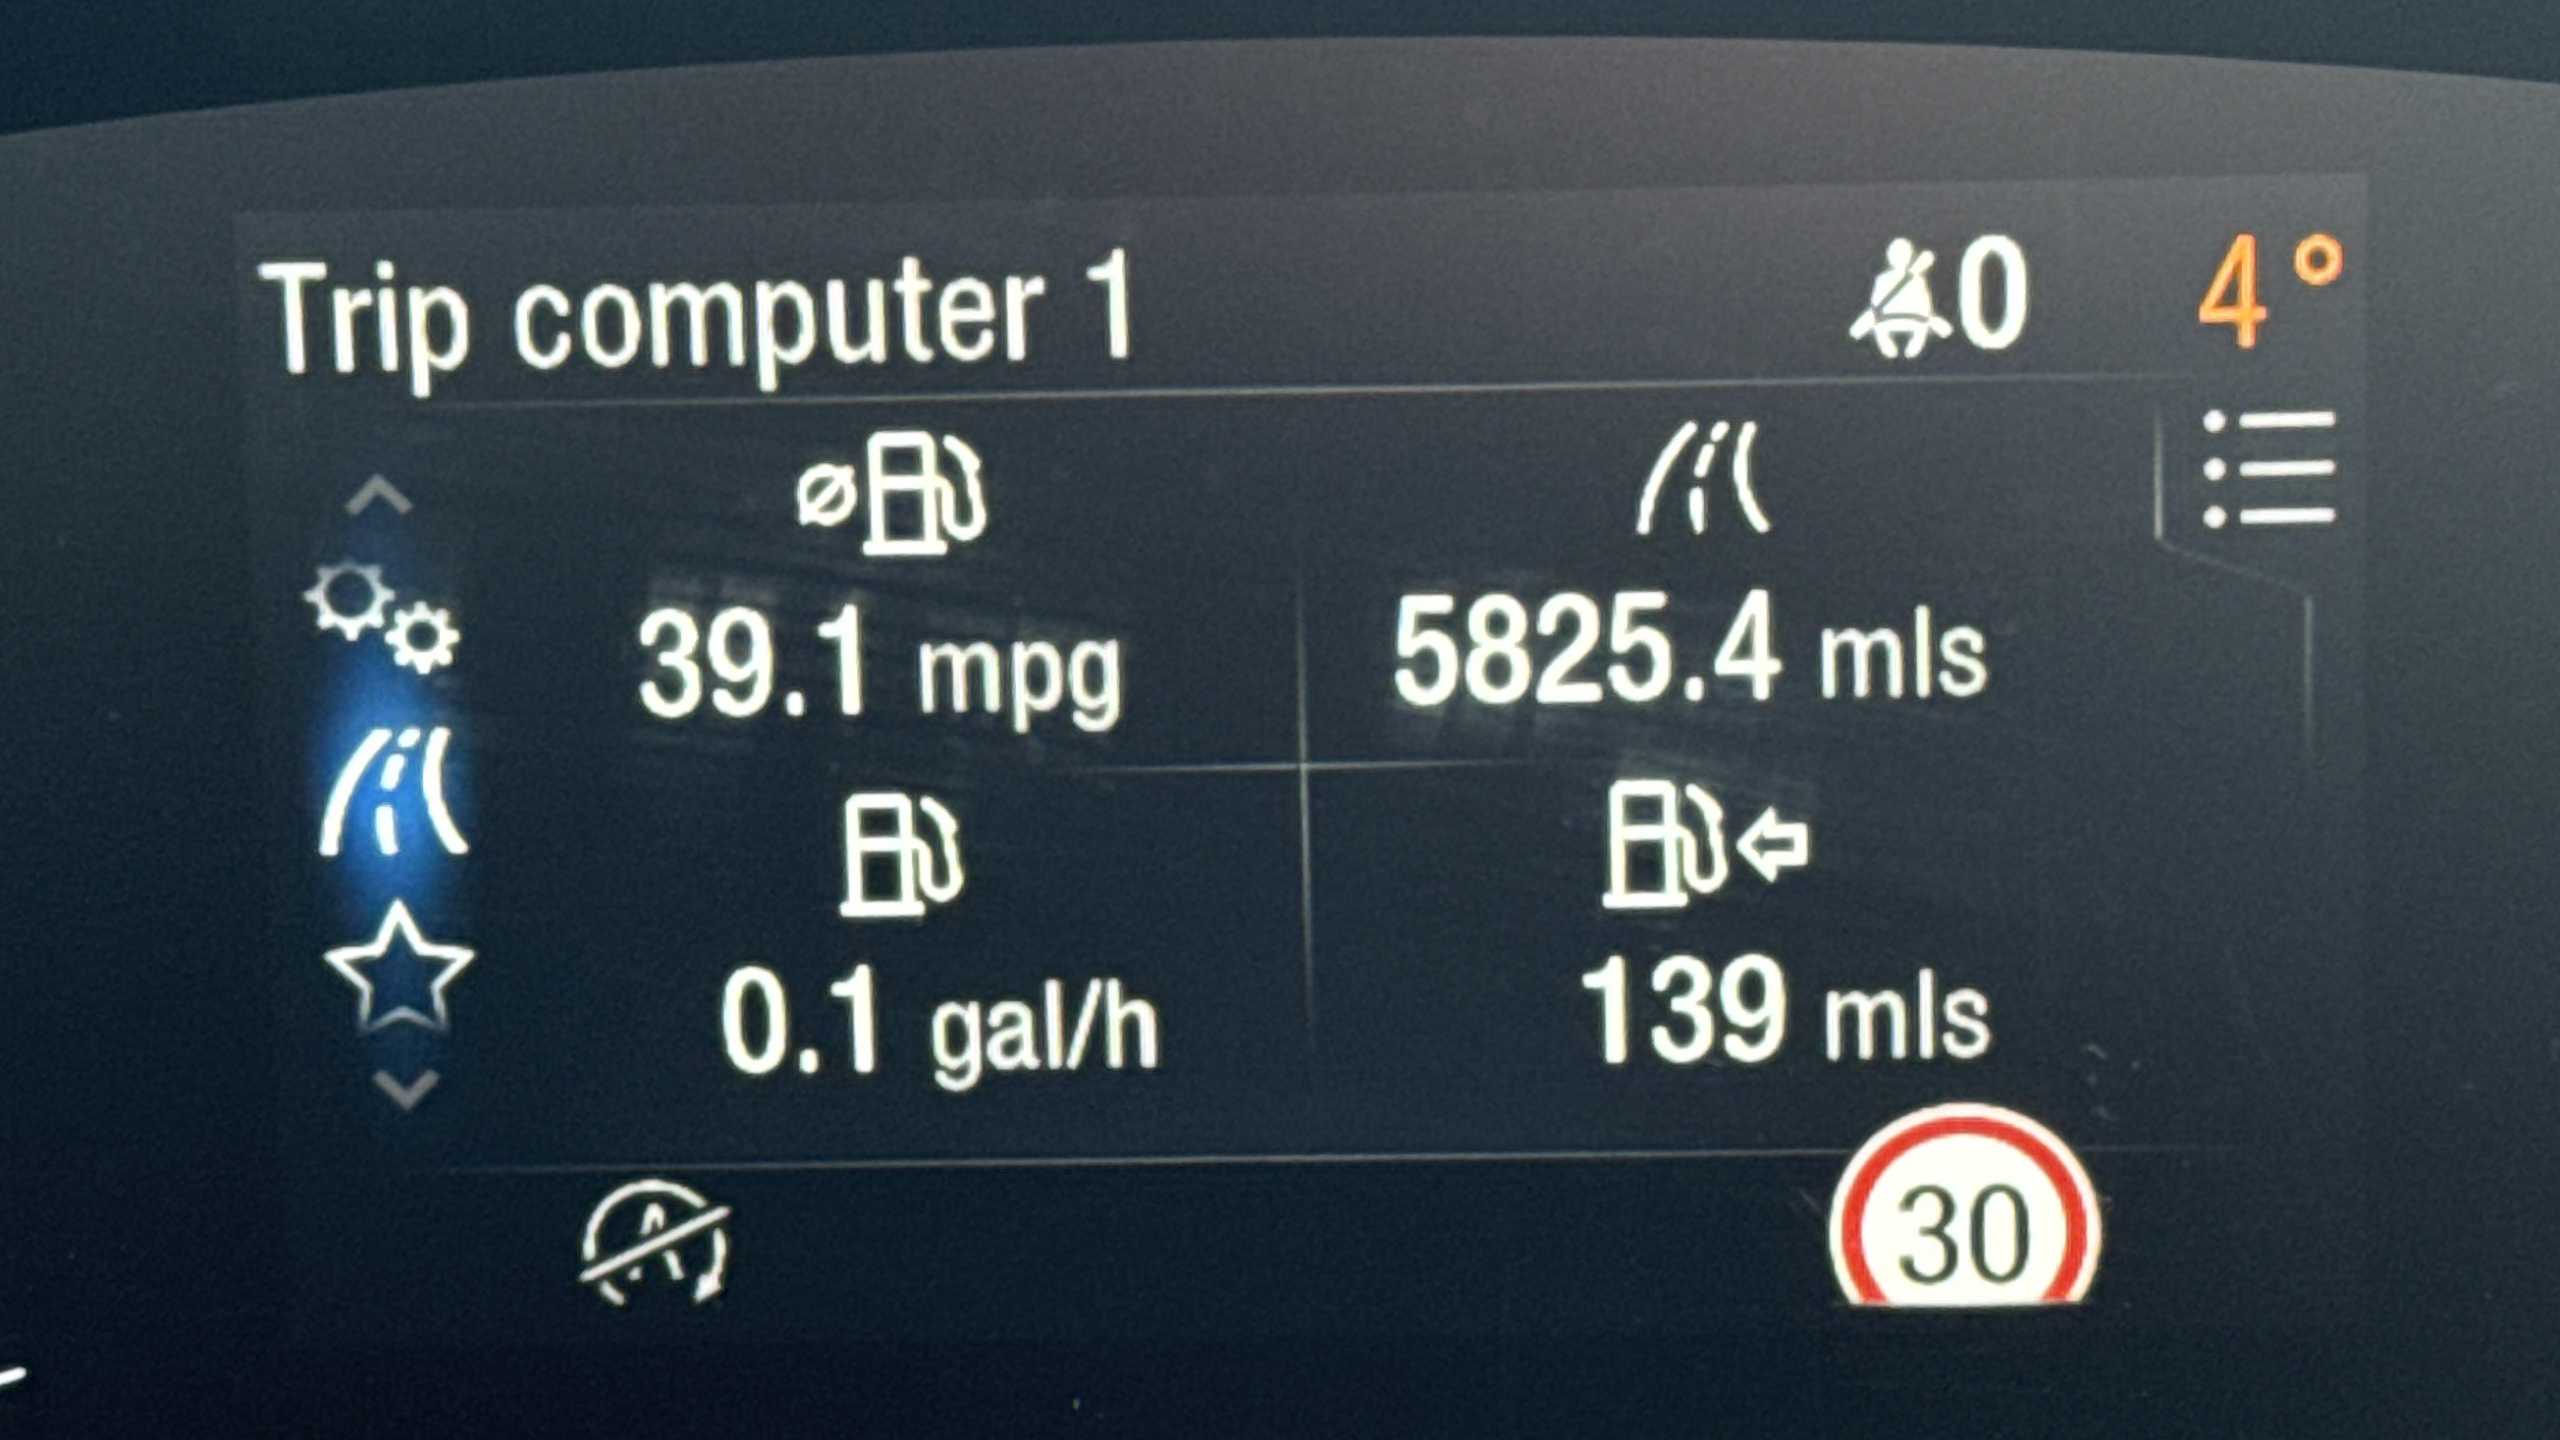 Trip computer 1 0 4°
39.1 mpg 5825.4 mls
0.1 gal/h 139 mls
A 30